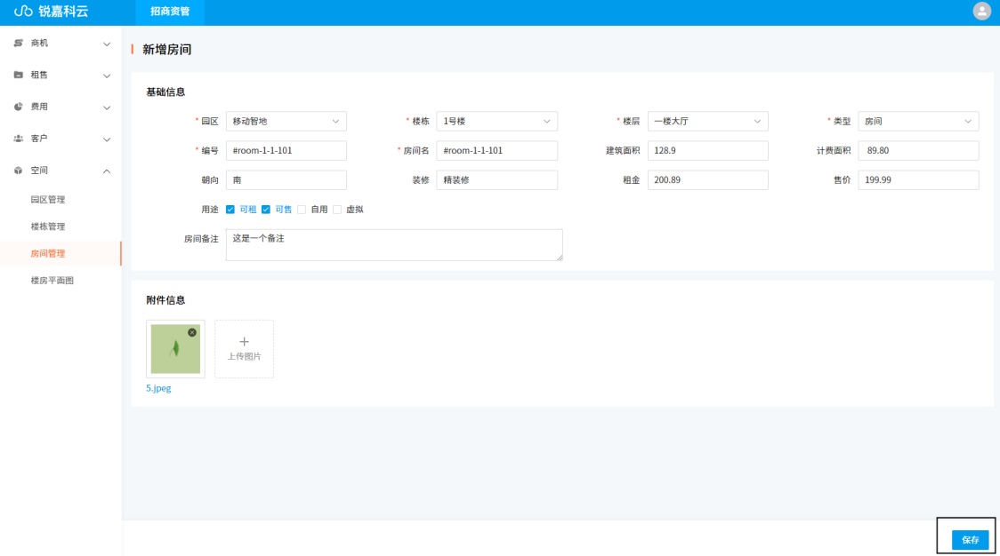 锐嘉科云 招商资管
商机
租售
费用
客户
空间
园区管理
楼栋管理
房间管理
楼房平面图
新增房间
基础信息
* 园区 移动智地 * 楼栋 1号楼 * 楼层 一楼大厅 * 类型 房间
* 编号 #room-1-1-101 * 房间名 #room-1-1-101 建筑面积 128.9 计费面积 89.80
朝向 南 装修 精装修 租金 200.89 售价 199.99
用途 可租 可售 自用 虚拟
房间备注 这是一个备注
附件信息
上传图片
5.jpeg
保存